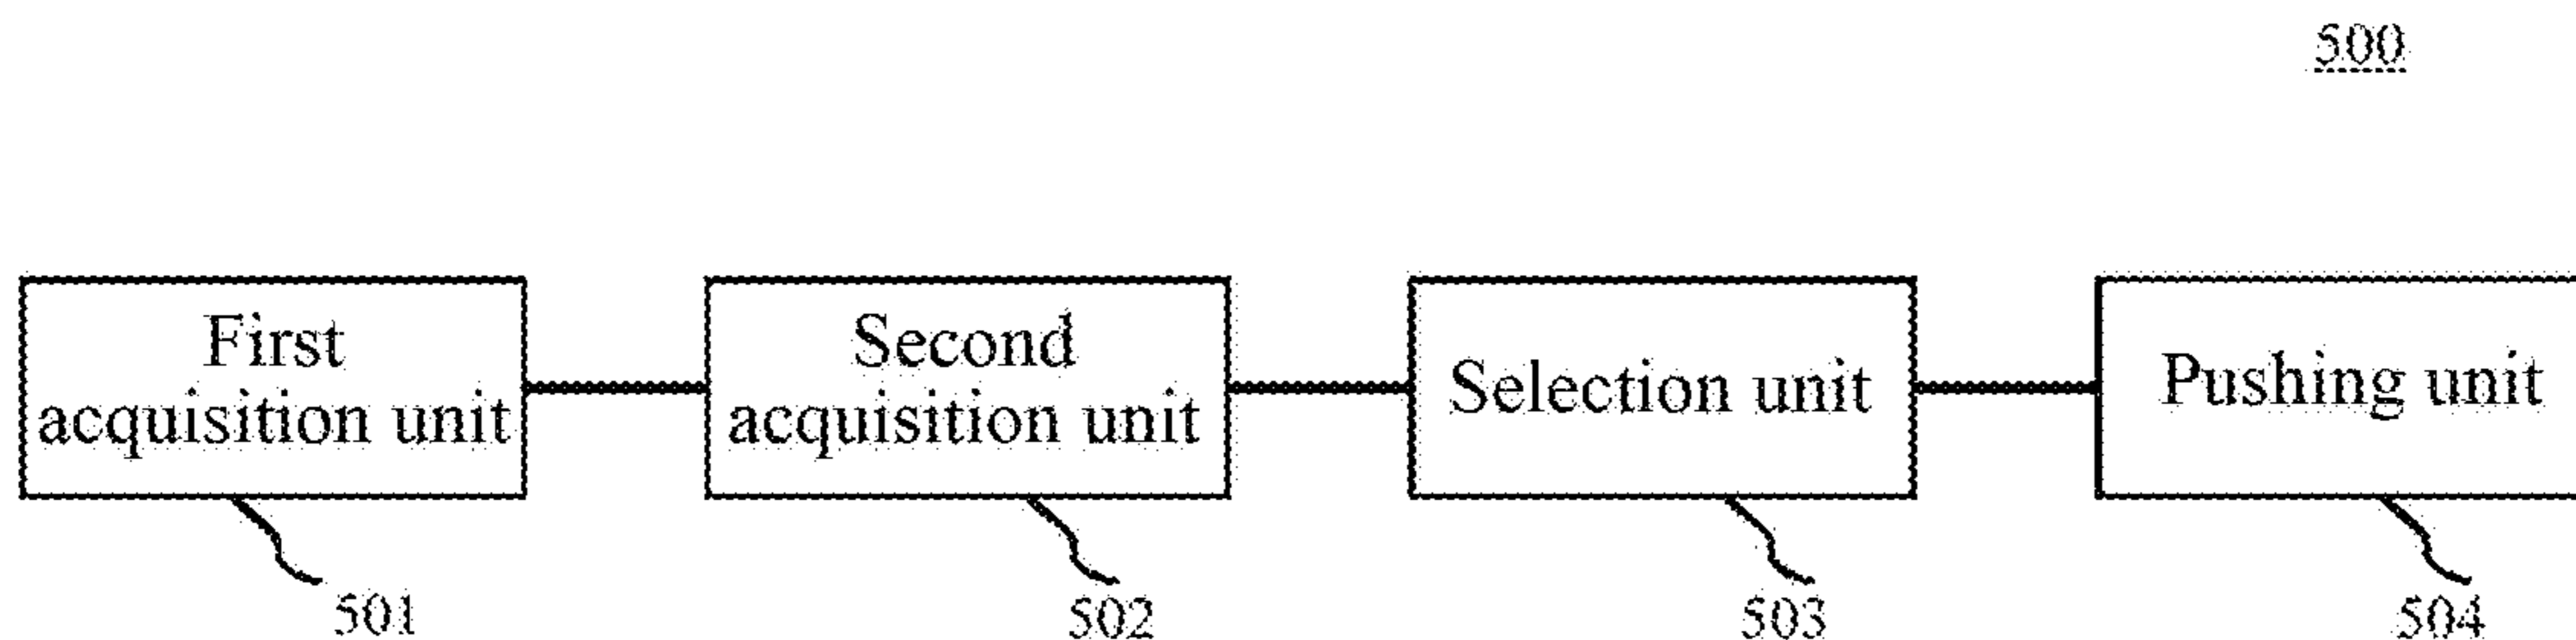 500
First
acquisition unit
Second
acquisition unit
Selection unit
Pushing unit
501
502
503
504